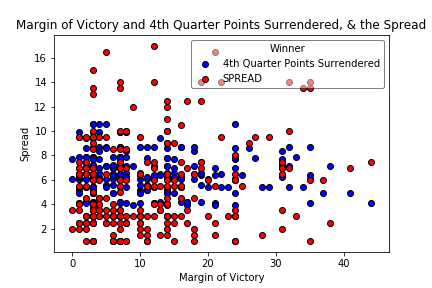 Margin of Victory and 4th Quarter Points Surrendered, & the Spread
Winner
4th Quarter Points Surrendered
SPREAD
16
14
12
10
8
6
4
2
Spread
0
10
20
30
40
Margin of Victory